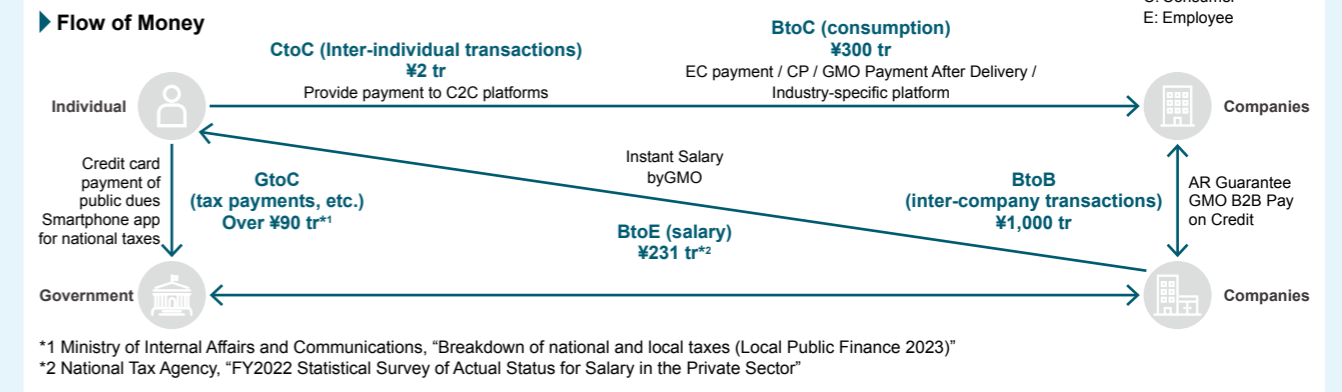 E: Employee
Flow of Money
CtoC (Inter-individual transactions)
¥2 tr
Provide payment to C2C platforms
BtoC (consumption)
¥300 tr
EC payment / CP / GMO Payment After Delivery /
Industry-specific platform
Individual
Companies
Credit card
payment of
public dues
Smartphone app
for national taxes
GtoC
(tax payments, etc.)
Over ¥90 tr*1
Instant Salary
byGMO
BtoE (salary)
¥231 tr*2
BtoB
(inter-company transactions)
¥1,000 tr
AR Guarantee
GMO B2B Pay
on Credit
Government
Companies
*1 Ministry of Internal Affairs and Communications, “Breakdown of national and local taxes (Local Public Finance 2023)”
*2 National Tax Agency, “FY2022 Statistical Survey of Actual Status for Salary in the Private Sector”